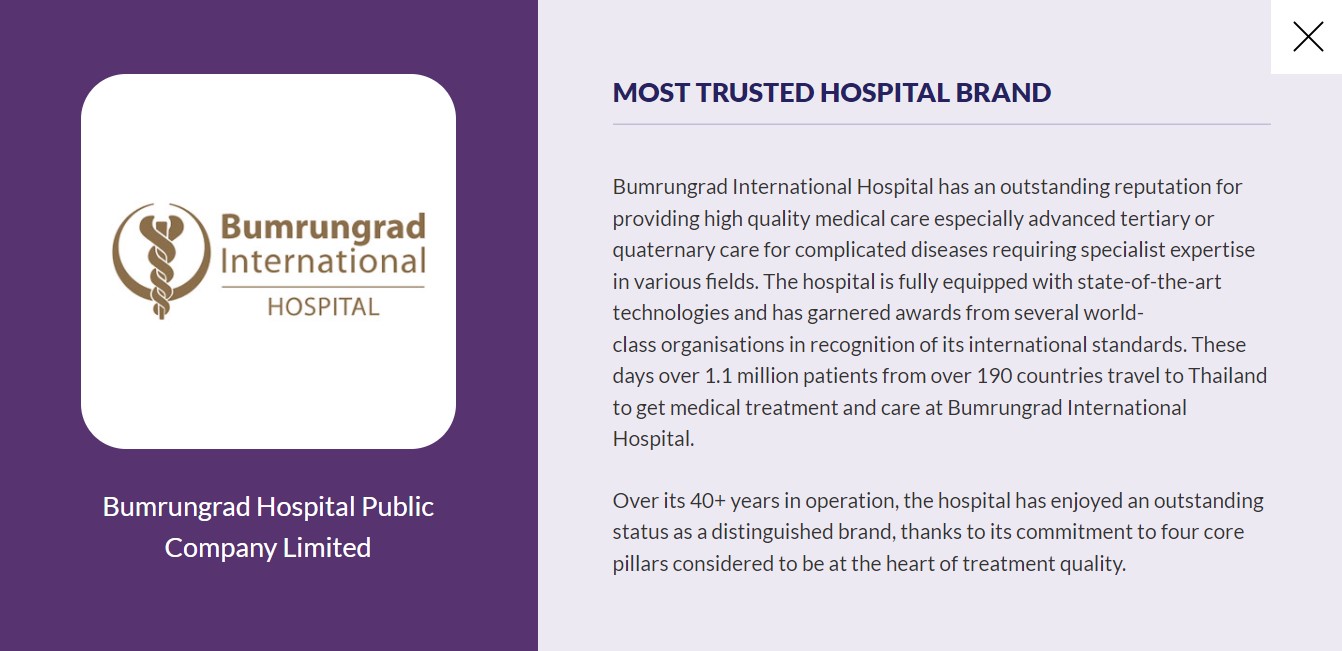 Bumrungrad
International
HOSPITAL
Bumrungrad Hospital Public
Company Limited
MOST TRUSTED HOSPITAL BRAND
Bumrungrad International Hospital has an outstanding reputation for
providing high quality medical care especially advanced tertiary or
quaternary care for complicated diseases requiring specialist expertise
in various fields. The hospital is fully equipped with state-of-the-art
technologies and has garnered awards from several world-
class organisations in recognition of its international standards. These
days over 1.1 million patients from over 190 countries travel to Thailand
to get medical treatment and care at Bumrungrad International
Hospital.
Over its 40+ years in operation, the hospital has enjoyed an outstanding
status as a distinguished brand, thanks to its commitment to four core
pillars considered to be at the heart of treatment quality.